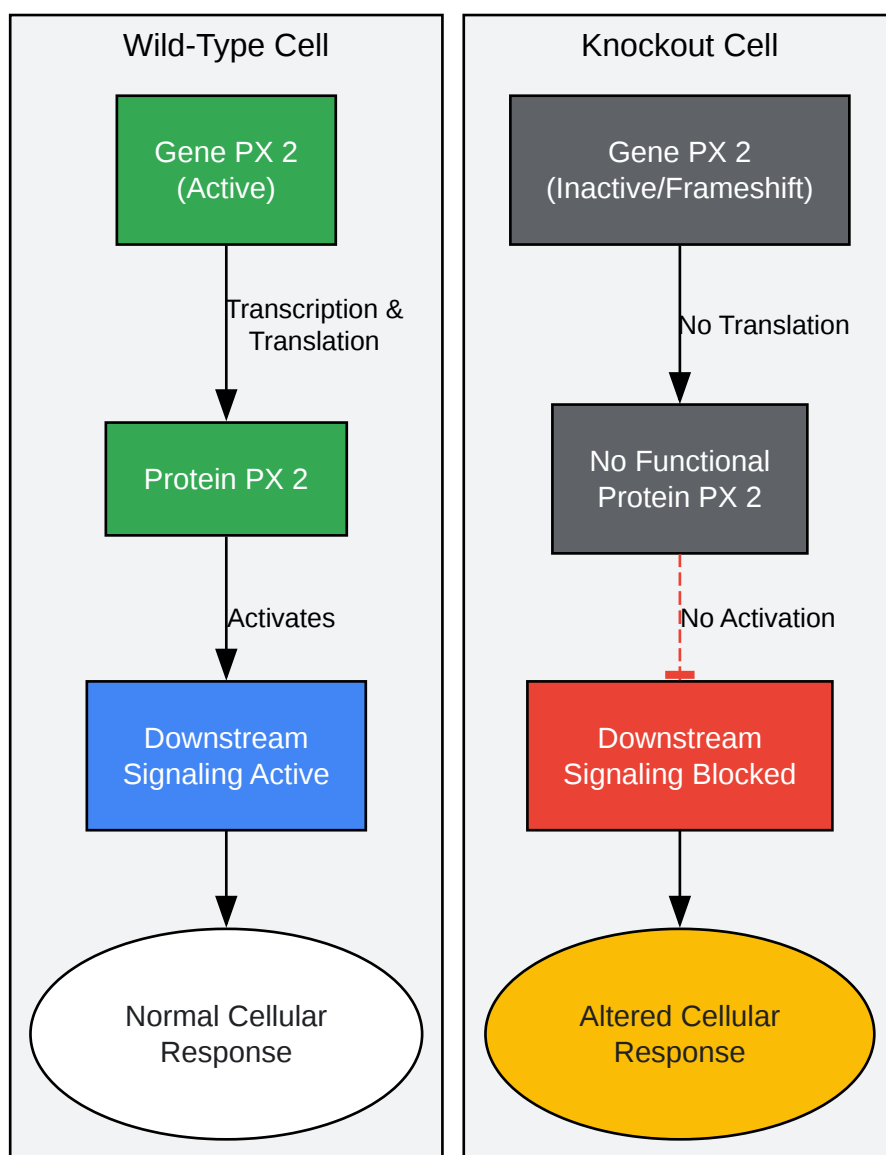 Wild-Type Cell
Gene PX 2
(Active)
Transcription &
Translation
Protein PX 2
Activates
Downstream
Signaling Active
Normal Cellular
Response
Knockout Cell
Gene PX 2
(Inactive/Frameshift)
No Translation
No Functional
Protein PX 2
No Activation
Downstream
Signaling Blocked
Altered Cellular
Response